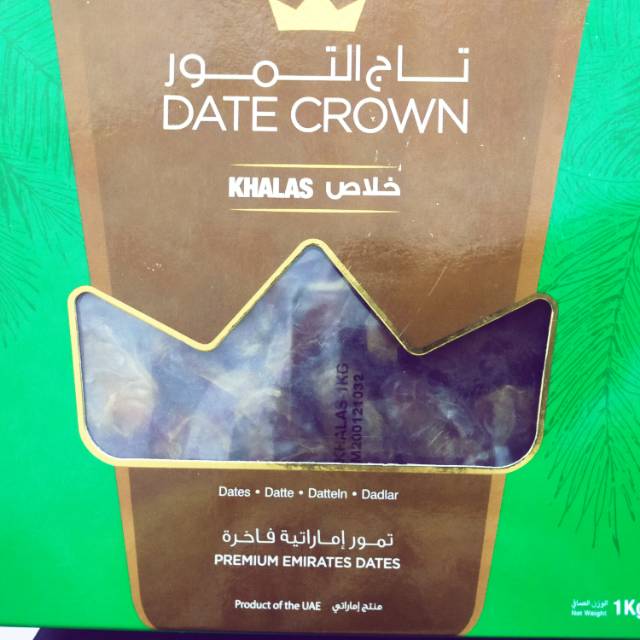 تاج التمور
DATE CROWN
KHALAS خلاص
KHALAS-1KG
M200121032
Dates • Datte • Datteln • Dadlar
تمور إماراتية فاخرة
PREMIUM EMIRATES DATES
Product of the UAE منتج إماراتي
الوزن الصافي
Net Weight 1Kg